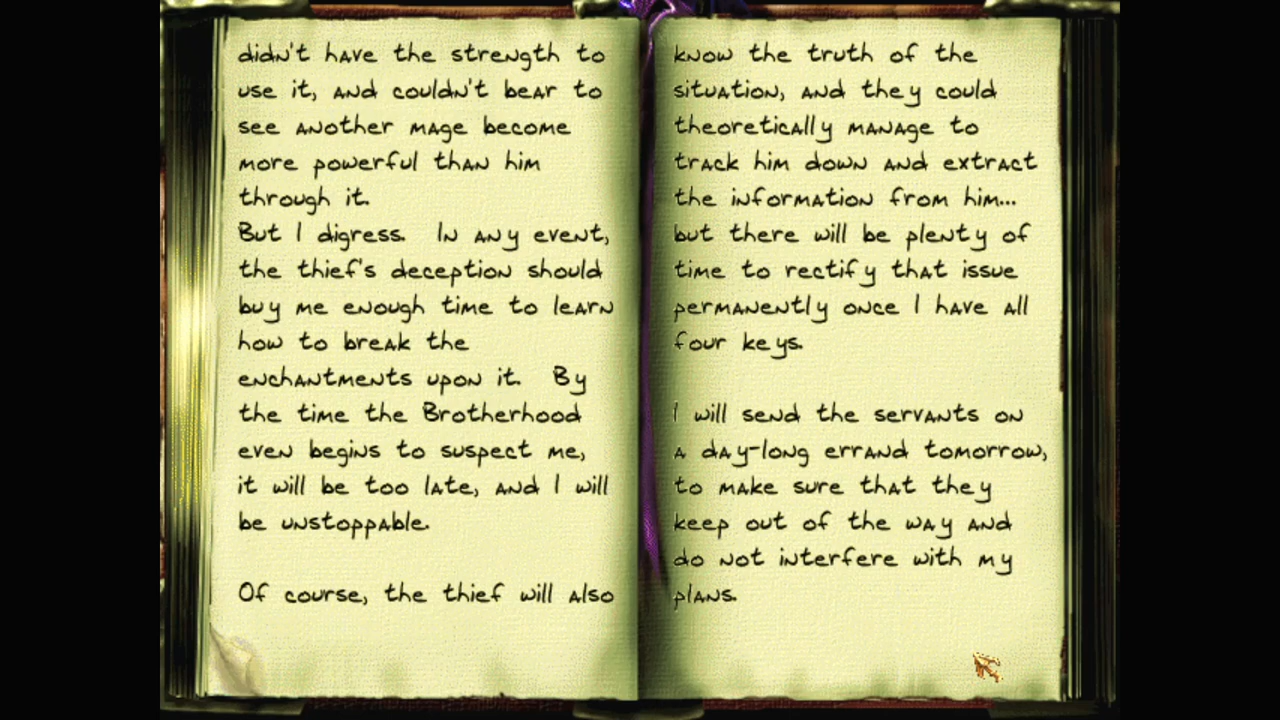 didn't have the strength to
use it, and couldn't bear to
see another mage become
more powerful than him
through it.
But I digress.  In any event,
the thief's deception should
buy me enough time to learn
how to break the
enchantments upon it.  By
the time the Brotherhood
even begins to suspect me,
it will be too late, and I will
be unstoppable.
Of course, the thief will also
know the truth of the
situation, and they could
theoretically manage to
track him down and extract
the information from him...
but there will be plenty of
time to rectify that issue
permanently once I have all
four keys.
I will send the servants on
a day-long errand tomorrow,
to make sure that they
keep out of the way and
do not interfere with my
plans.